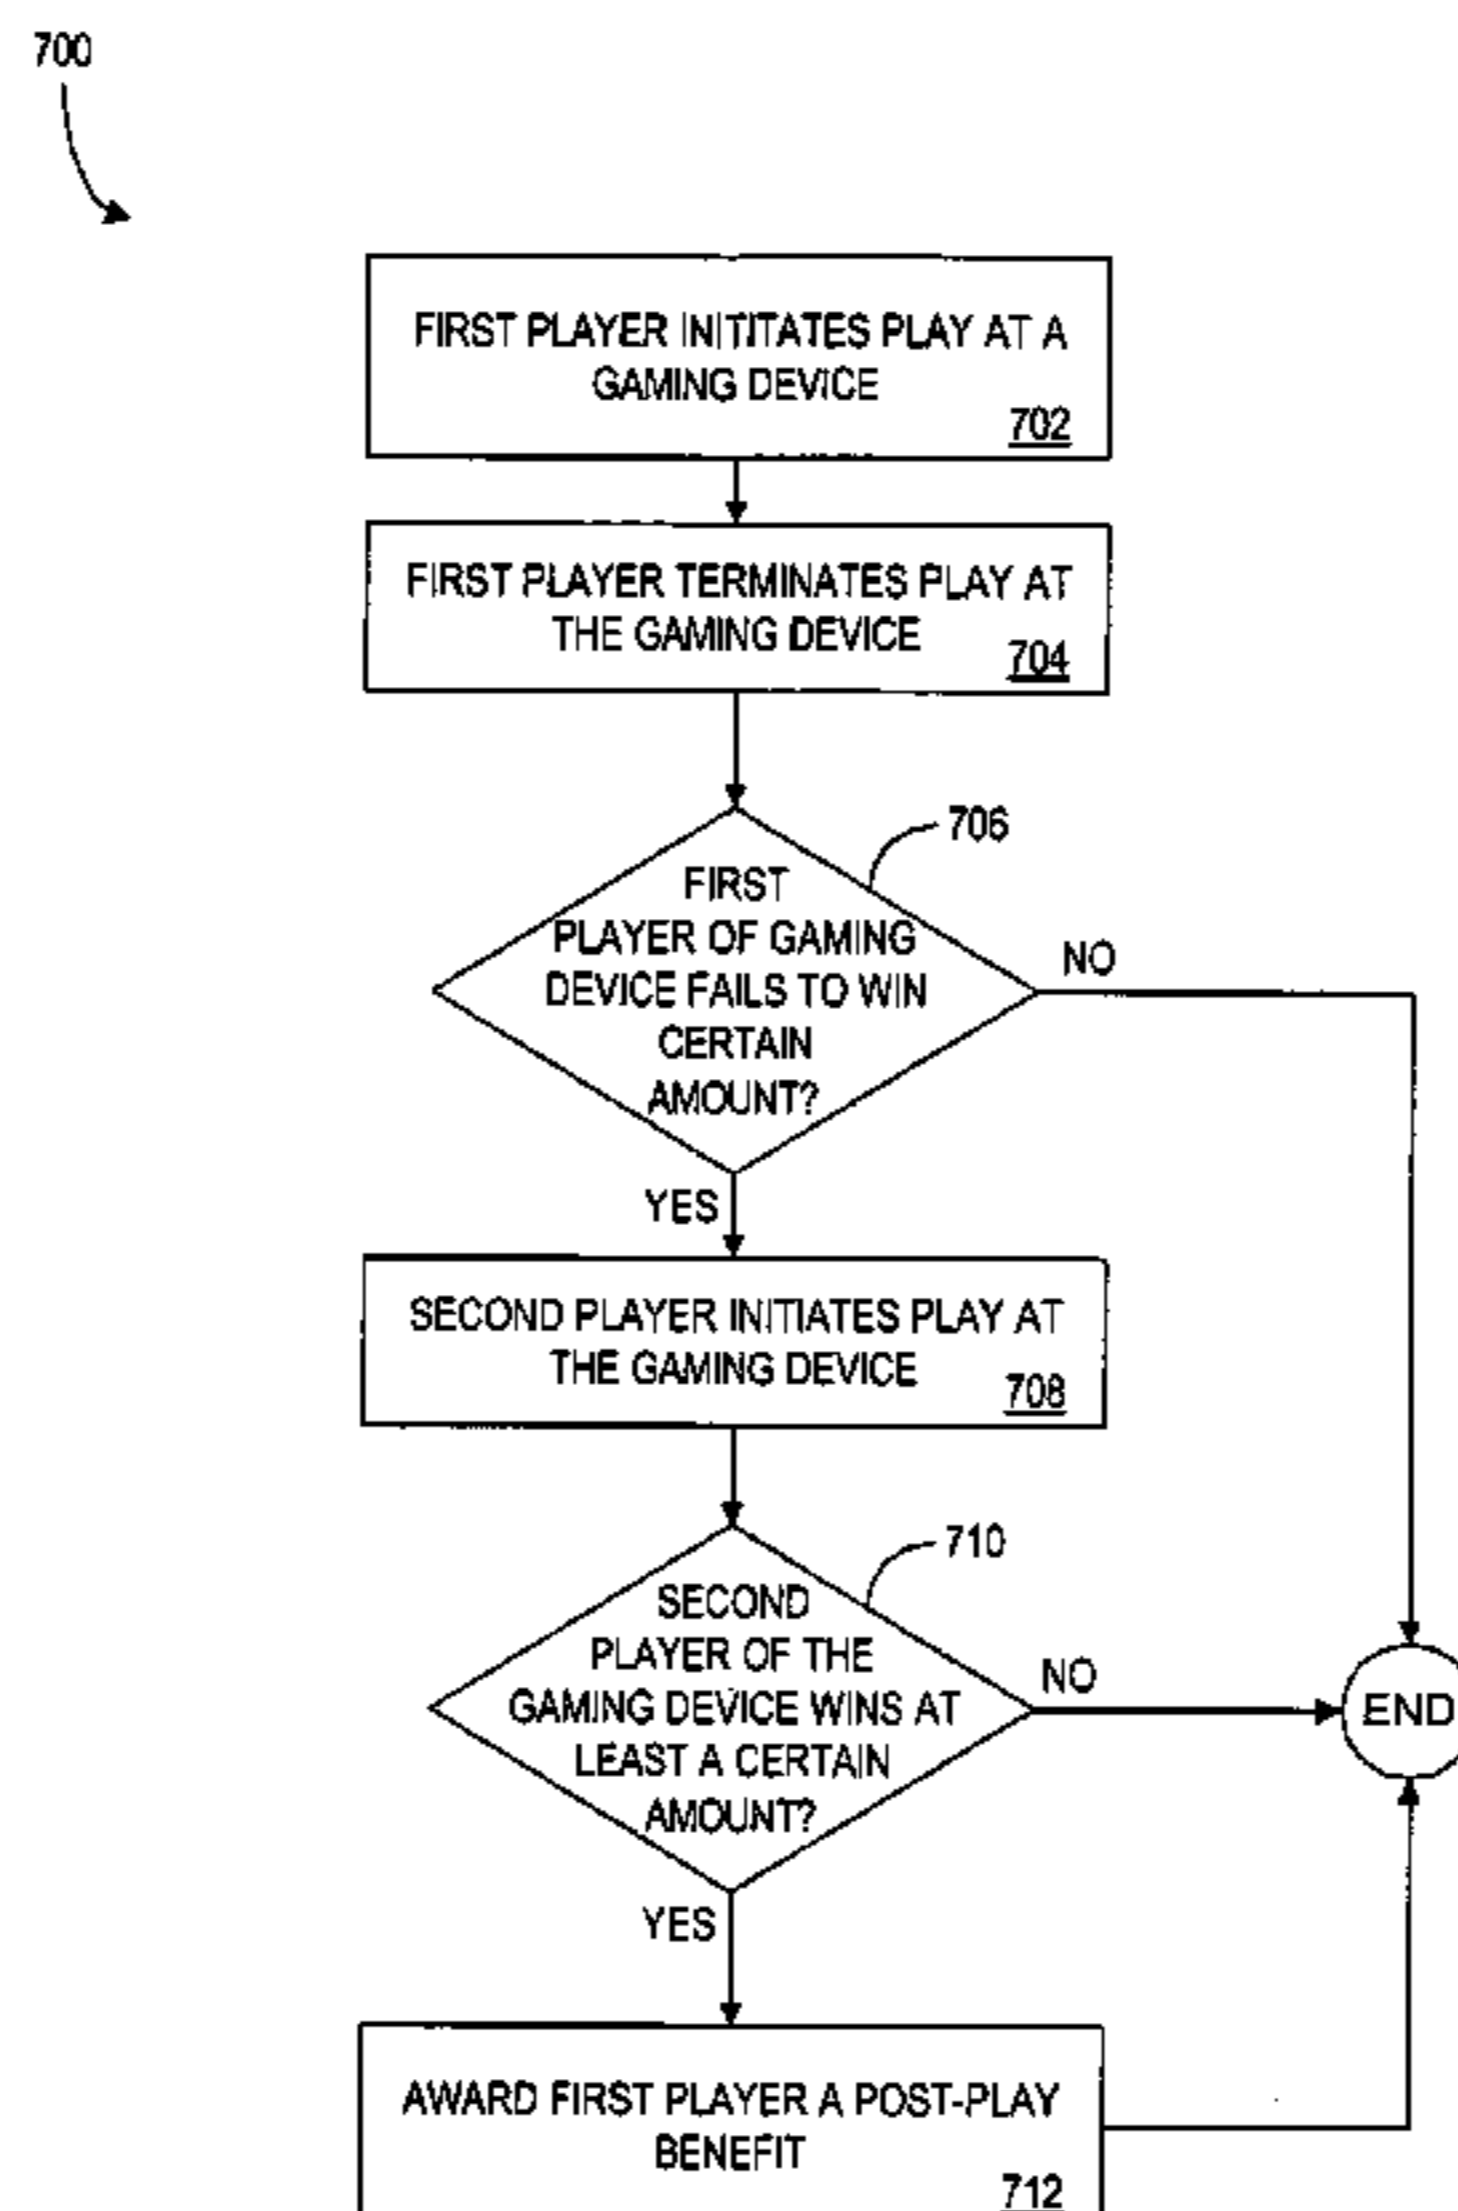 700
FIRST PLAYER INITITATES PLAY AT A
GAMING DEVICE
702
FIRST PLAYER TERMINATES PLAY AT
THE GAMING DEVICE
704
706
FIRST
PLAYER OF GAMING
DEVICE FAILS TO WIN
CERTAIN
AMOUNT?
NO
YES
SECOND PLAYER INITIATES PLAY AT
THE GAMING DEVICE
708
710
SECOND
PLAYER OF THE
GAMING DEVICE WINS AT
LEAST A CERTAIN
AMOUNT?
NO
END
YES
AWARD FIRST PLAYER A POST-PLAY
BENEFIT
712